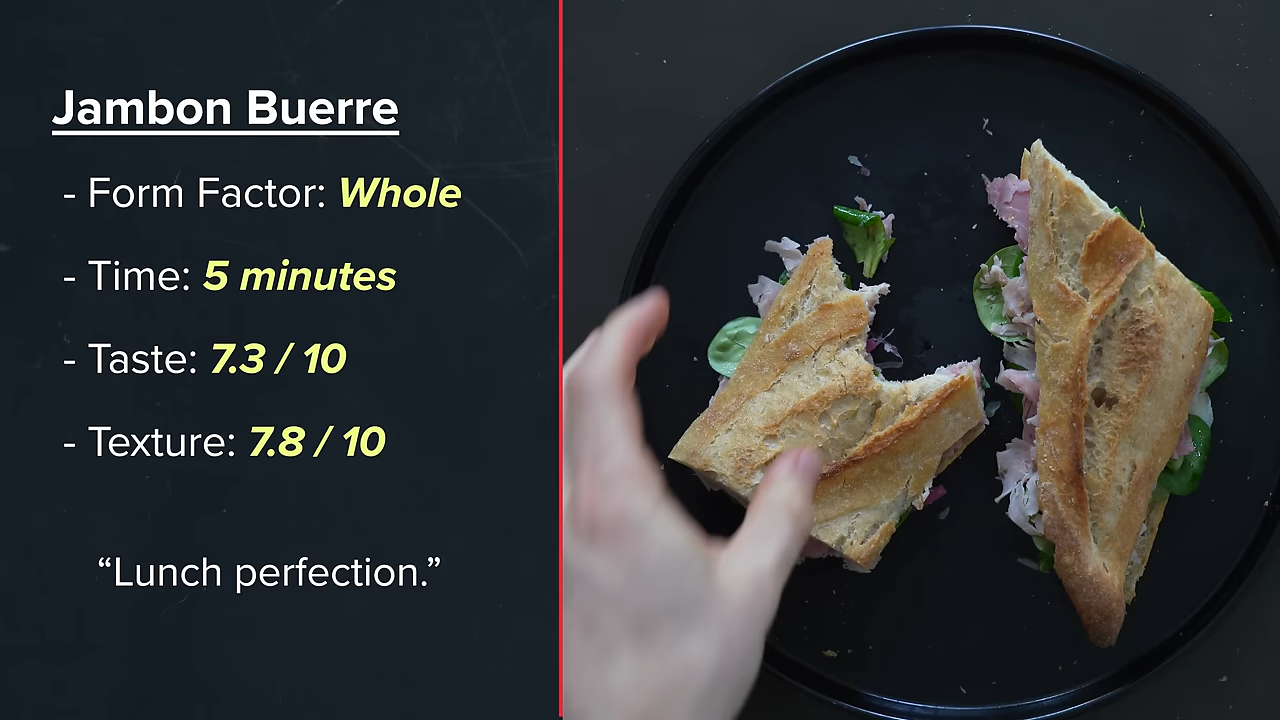 Jambon Buerre
- Form Factor: Whole
- Time: 5 minutes
- Taste: 7.3 / 10
- Texture: 7.8 / 10
“Lunch perfection.”